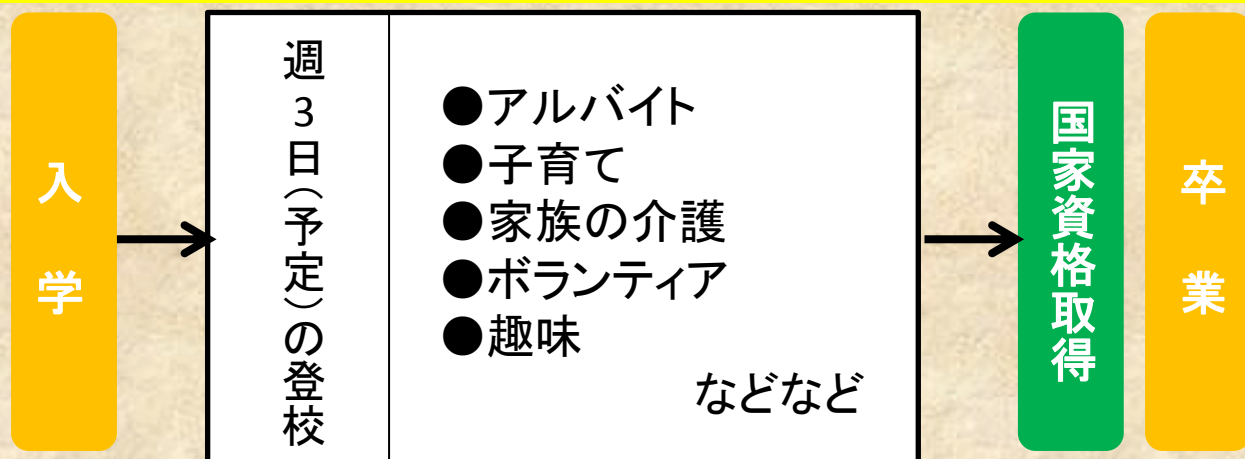 入学
週3日(予定)の登校
●アルバイト
●子育て
●家族の介護
●ボランティア
●趣味
などなど
国家資格取得
卒業